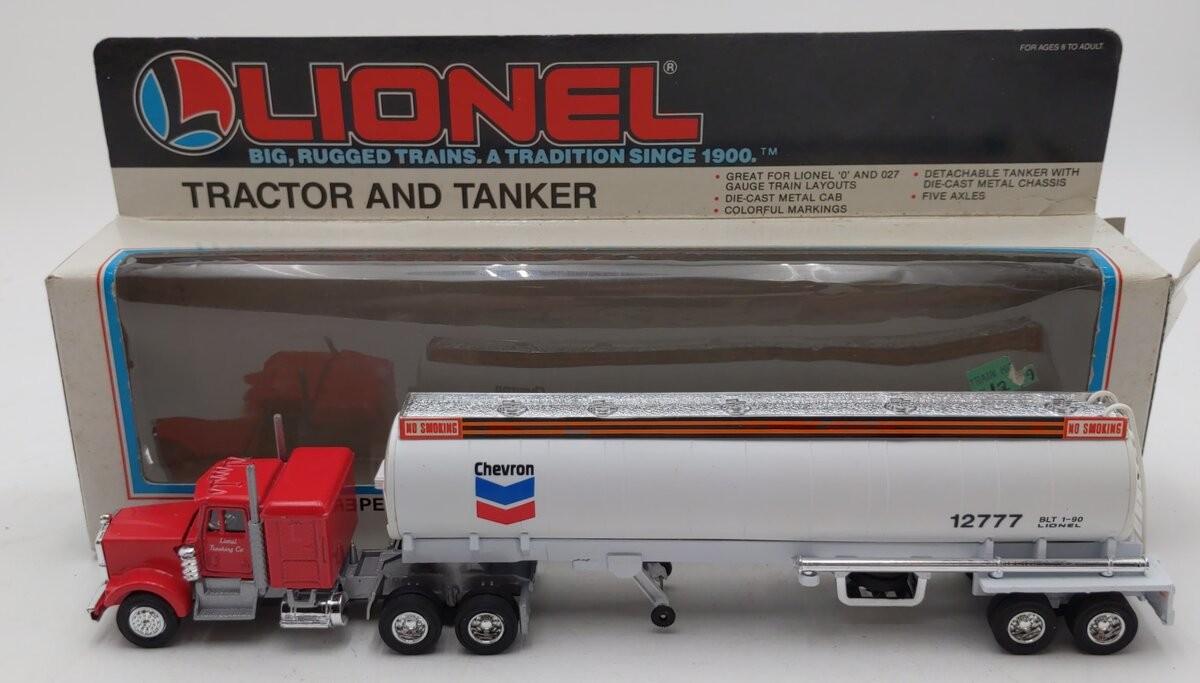 FOR AGES 8 TO ADULT
LIONEL®
BIG, RUGGED TRAINS. A TRADITION SINCE 1900.™
TRACTOR AND TANKER
• GREAT FOR LIONEL 'O' AND 027
GAUGE TRAIN LAYOUTS
• DIE-CAST METAL CAB
• COLORFUL MARKINGS
• DETACHABLE TANKER WITH
DIE-CAST METAL CHASSIS
• FIVE AXLES
NO SMOKING
NO SMOKING
Chevron
12777
BLT 1-90
LIONEL
Lionel
Trucking Co